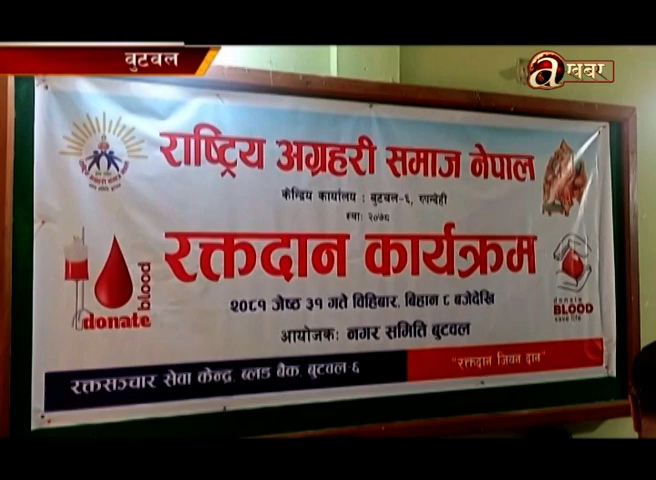 बुटवल
a खबर
राष्ट्रिय अग्रहरी समाज नेपाल
केन्द्रिय कार्यालय : बुटवल-६, रुपन्देही
स्था: २०७८
रक्तदान कार्यक्रम
donate blood
donate
BLOOD
save life
२०८१ जेष्ठ ३१ गते विहिबार, बिहान ८ बजेदेखि
आयोजक: नगर समिति बुटवल
"रक्तदान जिवन दान"
रक्तसञ्चार सेवा केन्द्र, ब्लड बैंक, बुटवल-६